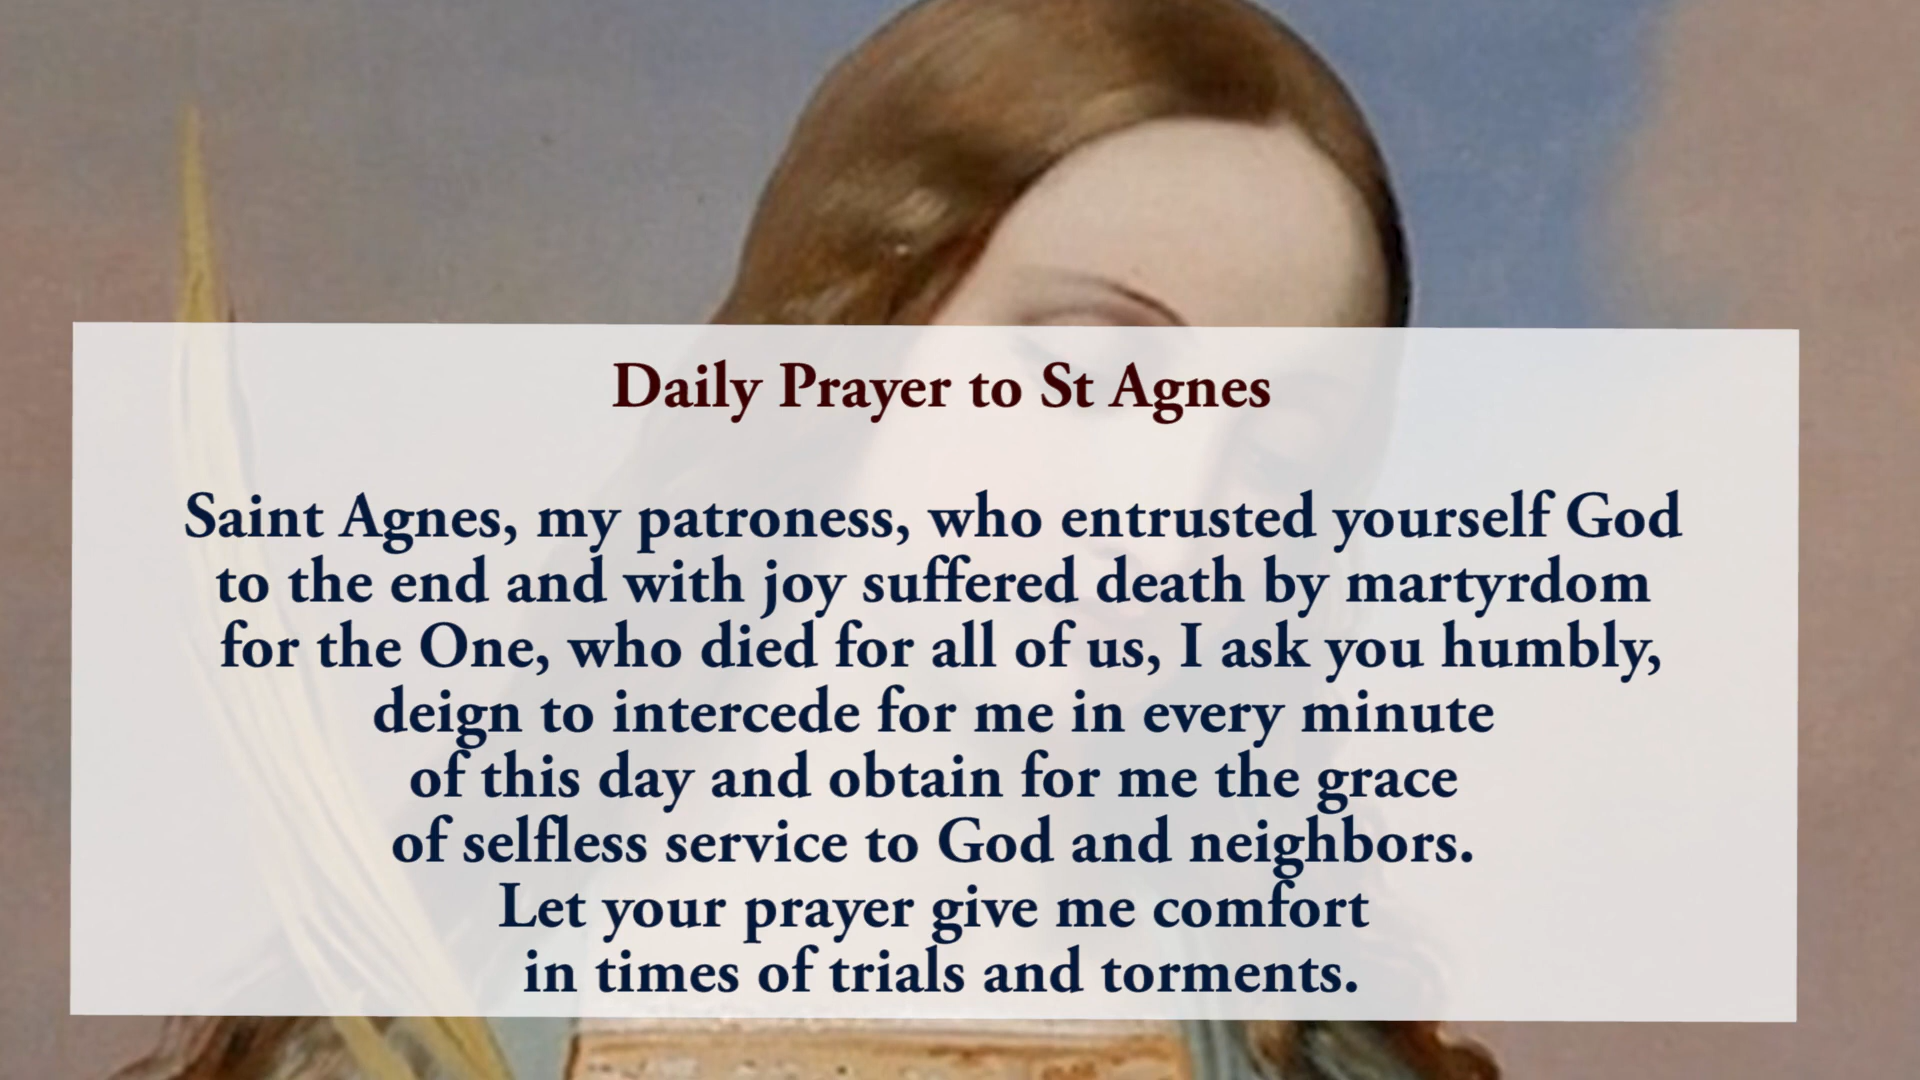 Daily Prayer to St Agnes
Saint Agnes, my patroness, who entrusted yourself God
to the end and with joy suffered death by martyrdom
for the One, who died for all of us, I ask you humbly,
deign to intercede for me in every minute
of this day and obtain for me the grace
of selfless service to God and neighbors.
Let your prayer give me comfort
in times of trials and torments.